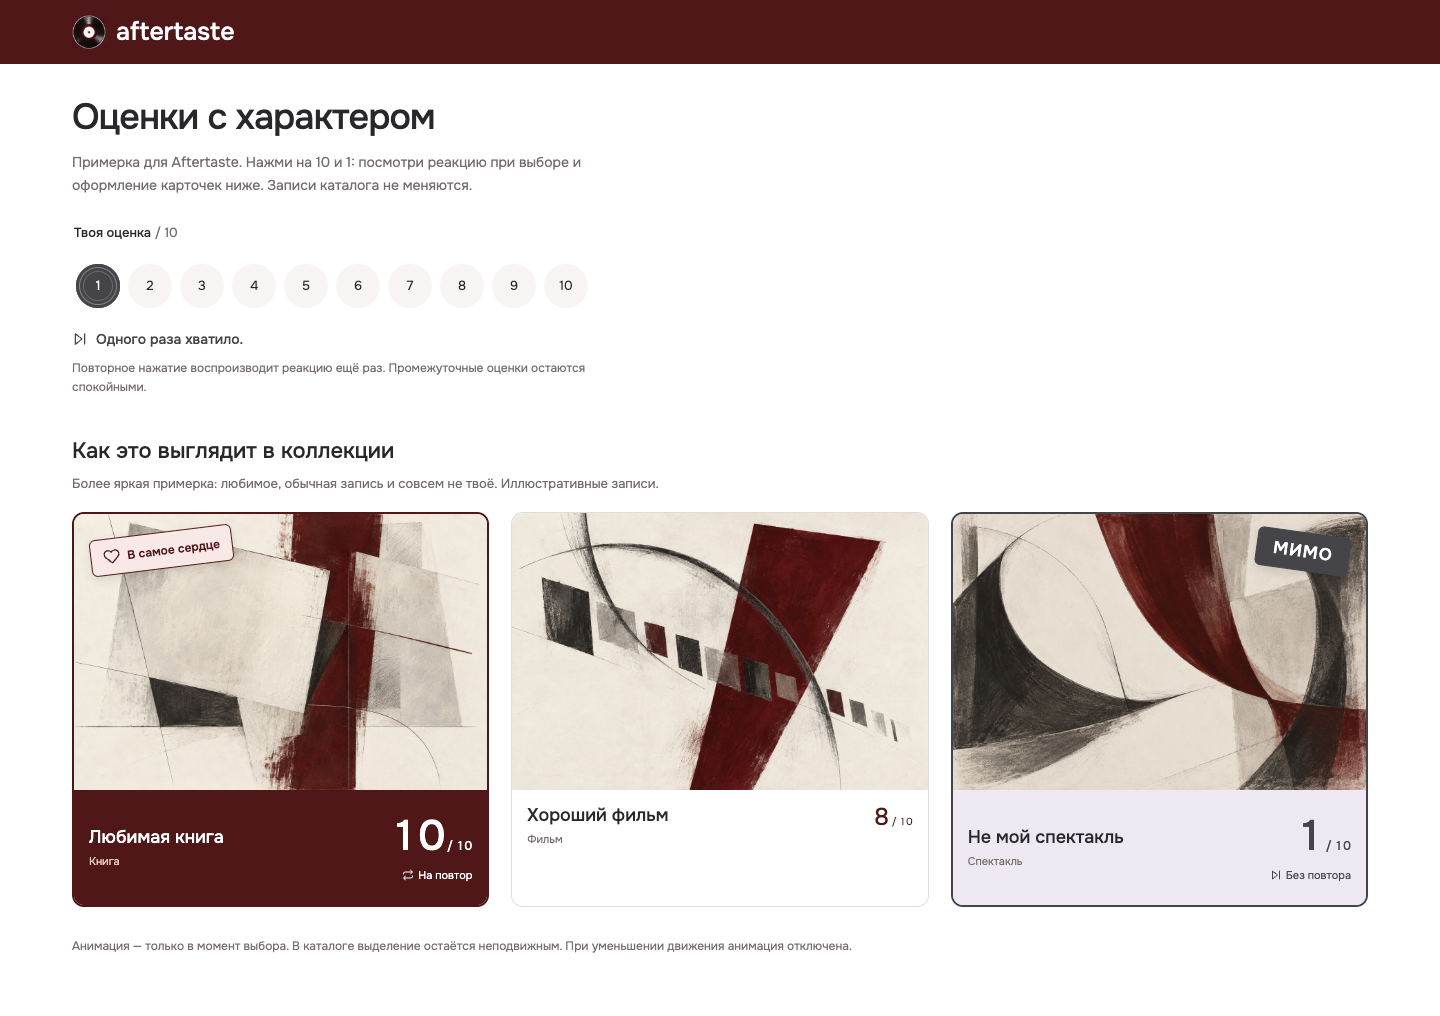 aftertaste
Оценки с характером
Примерка для Aftertaste. Нажми на 10 и 1: посмотри реакцию при выборе и
оформление карточек ниже. Записи каталога не меняются.
Твоя оценка / 10
1 2 3 4 5 6 7 8 9 10
Одного раза хватило.
Повторное нажатие воспроизводит реакцию ещё раз. Промежуточные оценки остаются
спокойными.
Как это выглядит в коллекции
Более яркая примерка: любимое, обычная запись и совсем не твоё. Иллюстративные записи.
В самое сердце
Любимая книга
Книга
10 / 10
На повтор
Хороший фильм
Фильм
8 / 10
МИМО
Не мой спектакль
Спектакль
1 / 10
Без повтора
Анимация — только в момент выбора. В каталоге выделение остаётся неподвижным. При уменьшении движения анимация отключена.